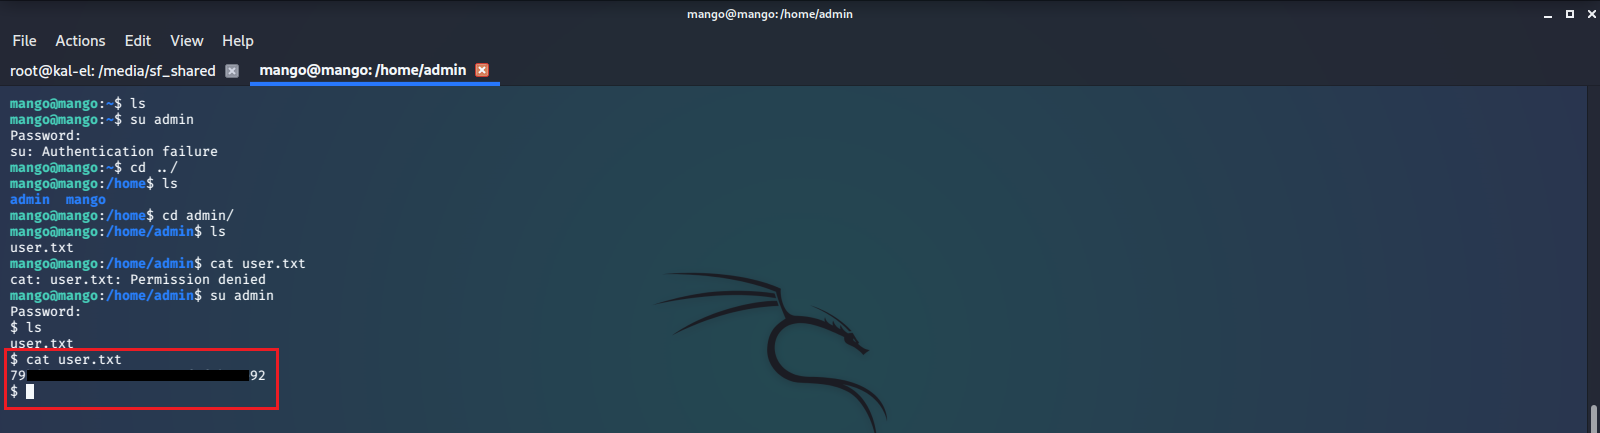 mango@mango: /home/admin
File Actions Edit View Help
root@kal-el: /media/sf_shared mango@mango: /home/admin
mango@mango:~$ ls
mango@mango:~$ su admin
Password:
su: Authentication failure
mango@mango:~$ cd ../
mango@mango:/home$ ls
admin mango
mango@mango:/home$ cd admin/
mango@mango:/home/admin$ ls
user.txt
mango@mango:/home/admin$ cat user.txt
cat: user.txt: Permission denied
mango@mango:/home/admin$ su admin
Password:
$ ls
user.txt
$ cat user.txt
79 92
$